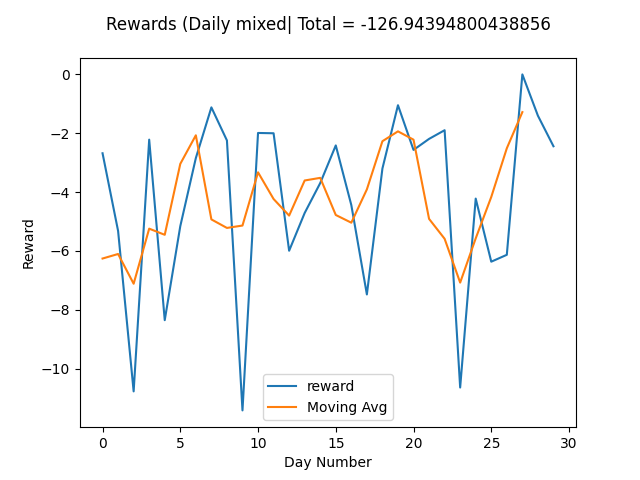 Rewards (Daily mixed| Total = -126.94394800438856
0
−2
−4
−6
−8
−10
Reward
reward
Moving Avg
0 5 10 15 20 25 30
Day Number